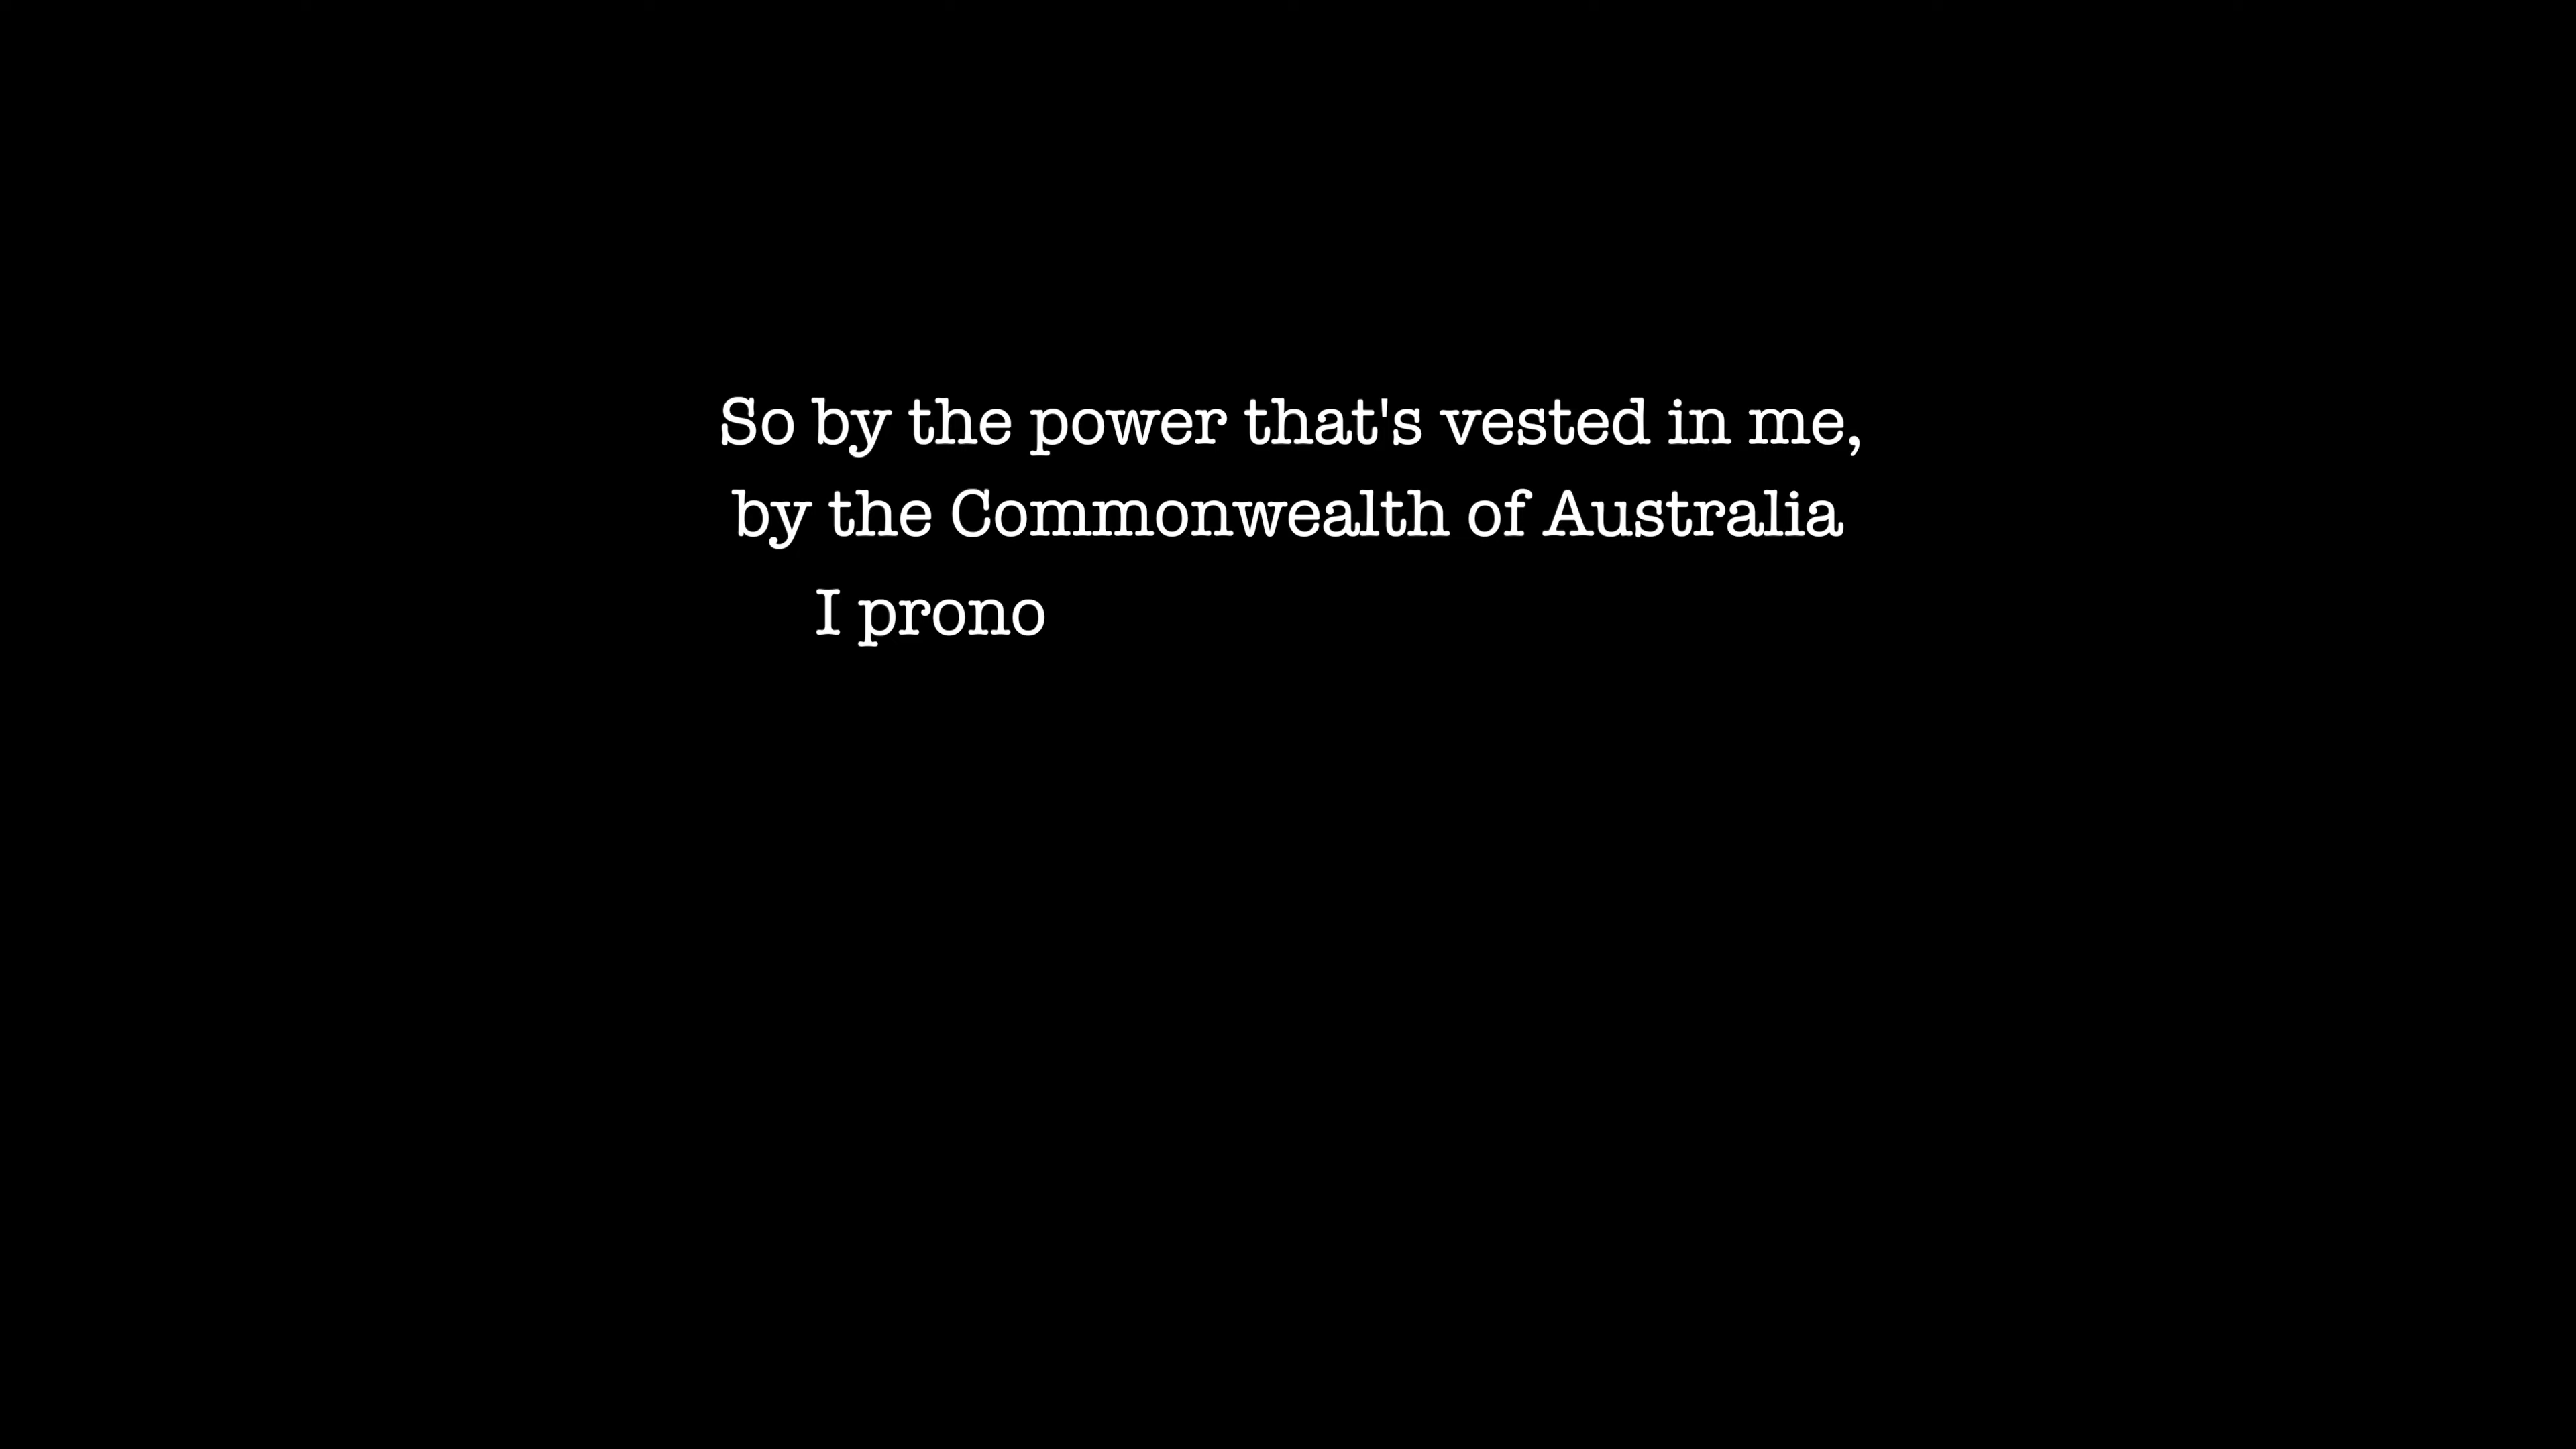 So by the power that's vested in me,
by the Commonwealth of Australia
I prono